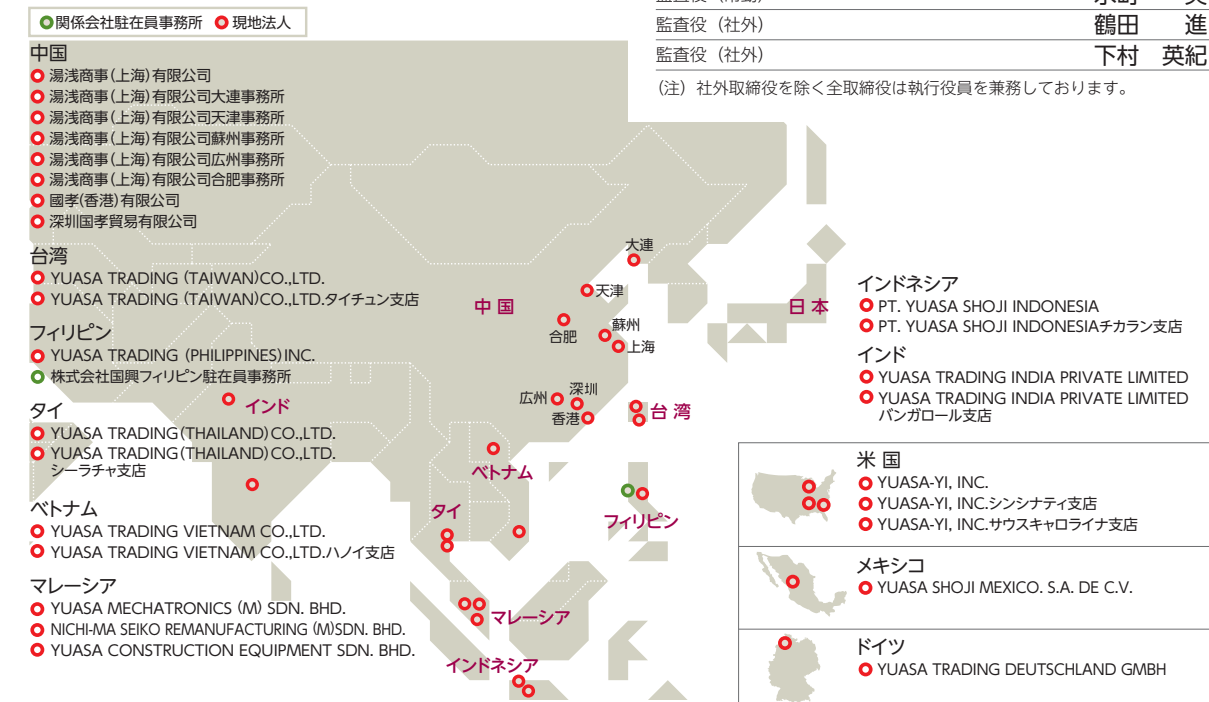 関係会社駐在員事務所 現地法人
中国
湯浅商事(上海)有限公司
湯浅商事(上海)有限公司大連事務所
湯浅商事(上海)有限公司天津事務所
湯浅商事(上海)有限公司蘇州事務所
湯浅商事(上海)有限公司広州事務所
湯浅商事(上海)有限公司合肥事務所
國孝(香港)有限公司
深圳国孝貿易有限公司
台湾
YUASA TRADING (TAIWAN)CO.,LTD.
YUASA TRADING (TAIWAN)CO.,LTD.タイチュン支店
フィリピン
YUASA TRADING (PHILIPPINES)INC.
株式会社国興フィリピン駐在員事務所
タイ
YUASA TRADING(THAILAND)CO.,LTD.
YUASA TRADING(THAILAND)CO.,LTD.
シーラチャ支店
ベトナム
YUASA TRADING VIETNAM CO.,LTD.
YUASA TRADING VIETNAM CO.,LTD.ハノイ支店
マレーシア
YUASA MECHATRONICS (M) SDN. BHD.
NICHI-MA SEIKO REMANUFACTURING (M)SDN. BHD.
YUASA CONSTRUCTION EQUIPMENT SDN. BHD.
大連
天津
中国
合肥
蘇州
上海
日本
広州
深圳
香港
台湾
インド
ベトナム
タイ
フィリピン
マレーシア
インドネシア
監査役（社外） 鶴田 進
監査役（社外） 下村 英紀
(注) 社外取締役を除く全取締役は執行役員を兼務しております。
インドネシア
PT. YUASA SHOJI INDONESIA
PT. YUASA SHOJI INDONESIAチカラン支店
インド
YUASA TRADING INDIA PRIVATE LIMITED
YUASA TRADING INDIA PRIVATE LIMITED
バンガロール支店
米国
YUASA-YI, INC.
YUASA-YI, INC.シンシナティ支店
YUASA-YI, INC.サウスキャロライナ支店
メキシコ
YUASA SHOJI MEXICO. S.A. DE C.V.
ドイツ
YUASA TRADING DEUTSCHLAND GMBH